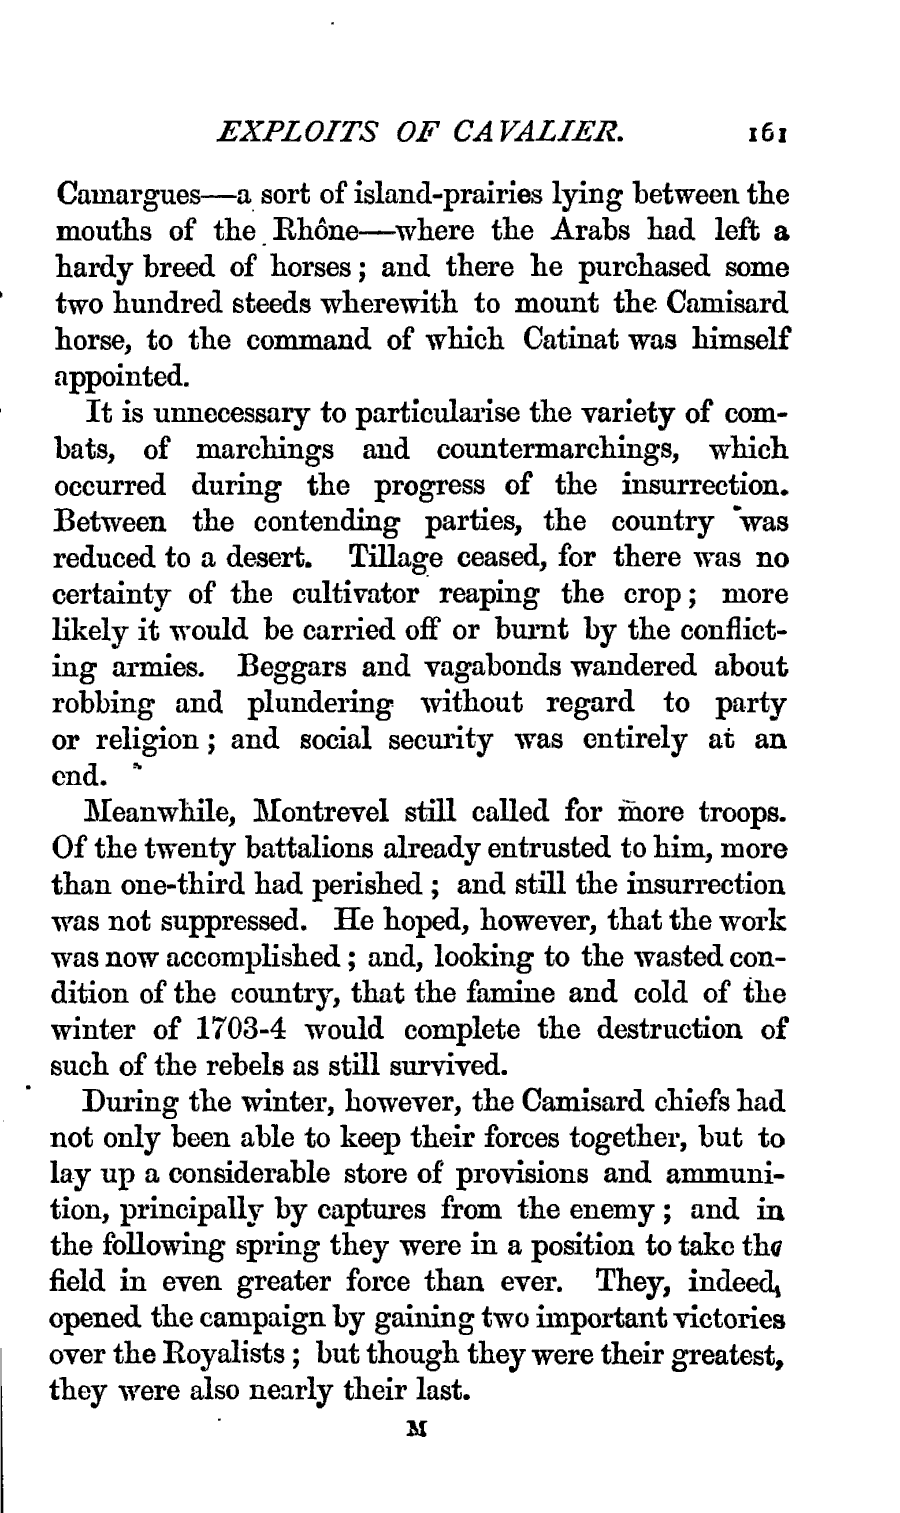 EXPLOITS OF CAVALIER. 161
Camargues—a sort of island-prairies lying between the
mouths of the Rhône—where the Arabs had left a
hardy breed of horses; and there he purchased some
two hundred steeds wherewith to mount the Camisard
horse, to the command of which Catinat was himself
appointed.
It is unnecessary to particularise the variety of com-
bats, of marchings and countermarchings, which
occurred during the progress of the insurrection.
Between the contending parties, the country was
reduced to a desert. Tillage ceased, for there was no
certainty of the cultivator reaping the crop; more
likely it would be carried off or burnt by the conflict-
ing armies. Beggars and vagabonds wandered about
robbing and plundering without regard to party
or religion; and social security was entirely at an
end.
Meanwhile, Montrevel still called for more troops.
Of the twenty battalions already entrusted to him, more
than one-third had perished; and still the insurrection
was not suppressed. He hoped, however, that the work
was now accomplished; and, looking to the wasted con-
dition of the country, that the famine and cold of the
winter of 1703-4 would complete the destruction of
such of the rebels as still survived.
During the winter, however, the Camisard chiefs had
not only been able to keep their forces together, but to
lay up a considerable store of provisions and ammuni-
tion, principally by captures from the enemy; and in
the following spring they were in a position to take the
field in even greater force than ever. They, indeed,
opened the campaign by gaining two important victories
over the Royalists; but though they were their greatest,
they were also nearly their last.
M